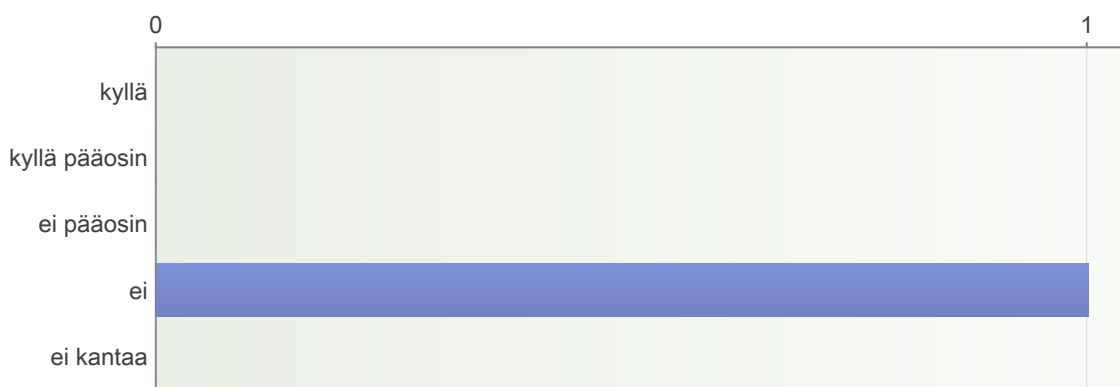 0 1
kyllä
kyllä pääosin
ei pääosin
ei
ei kantaa